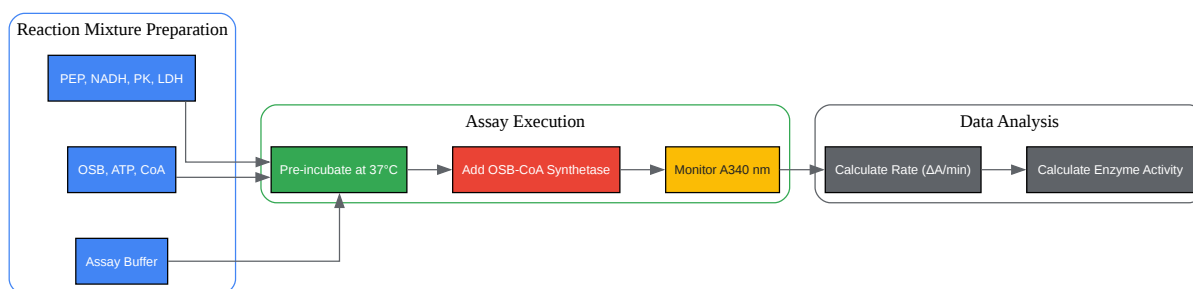 Reaction Mixture Preparation
PEP, NADH, PK, LDH
OSB, ATP, CoA
Assay Buffer
Assay Execution
Pre-incubate at 37°C
Add OSB-CoA Synthetase
Monitor A340 nm
Data Analysis
Calculate Rate (ΔA/min)
Calculate Enzyme Activity